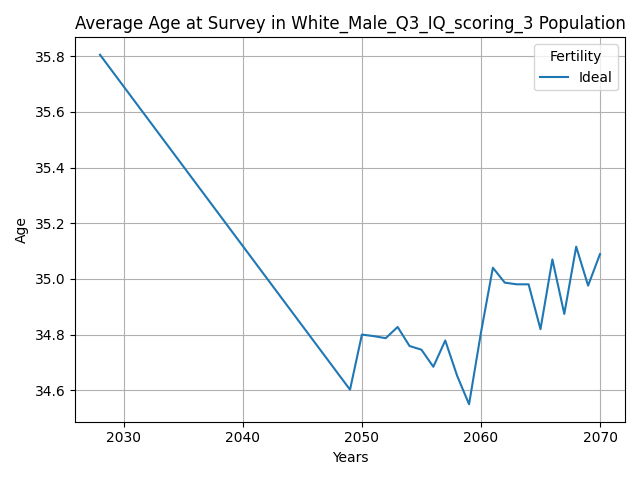 Average Age at Survey in White_Male_Q3_IQ_scoring_3 Population
Fertility
Ideal
35.8
35.6
35.4
35.2
35.0
34.8
34.6
Age
2030 2040 2050 2060 2070
Years